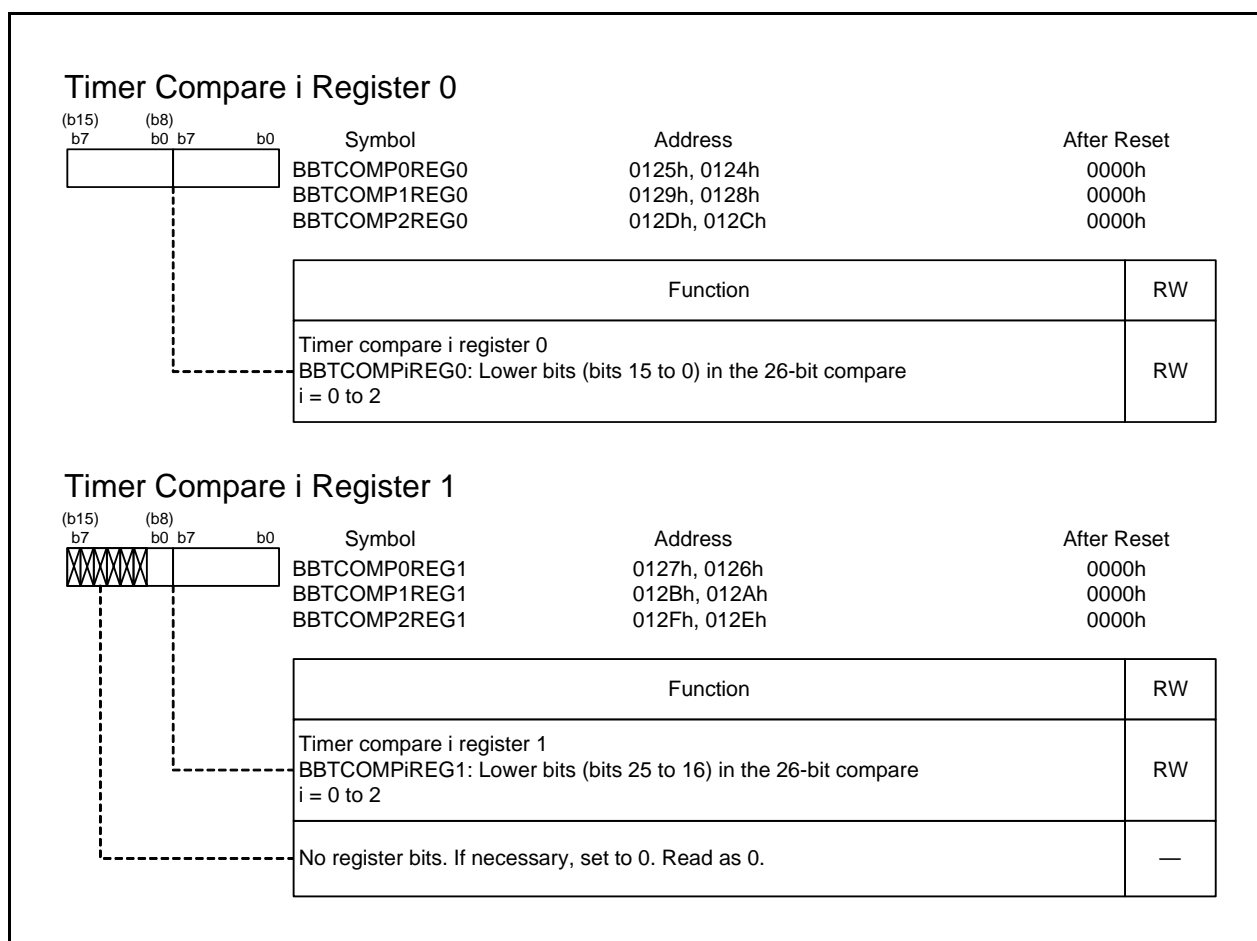 Timer Compare i Register 0
(b15) (b8)
b7 b0 b7 b0 Symbol Address After Reset
BBTCOMP0REG0 0125h, 0124h 0000h
BBTCOMP1REG0 0129h, 0128h 0000h
BBTCOMP2REG0 012Dh, 012Ch 0000h
Function RW
Timer compare i register 0
BBTCOMPiREG0: Lower bits (bits 15 to 0) in the 26-bit compare RW
i = 0 to 2
Timer Compare i Register 1
(b15) (b8)
b7 b0 b7 b0 Symbol Address After Reset
BBTCOMP0REG1 0127h, 0126h 0000h
BBTCOMP1REG1 012Bh, 012Ah 0000h
BBTCOMP2REG1 012Fh, 012Eh 0000h
Function RW
Timer compare i register 1
BBTCOMPiREG1: Lower bits (bits 25 to 16) in the 26-bit compare RW
i = 0 to 2
No register bits. If necessary, set to 0. Read as 0. —